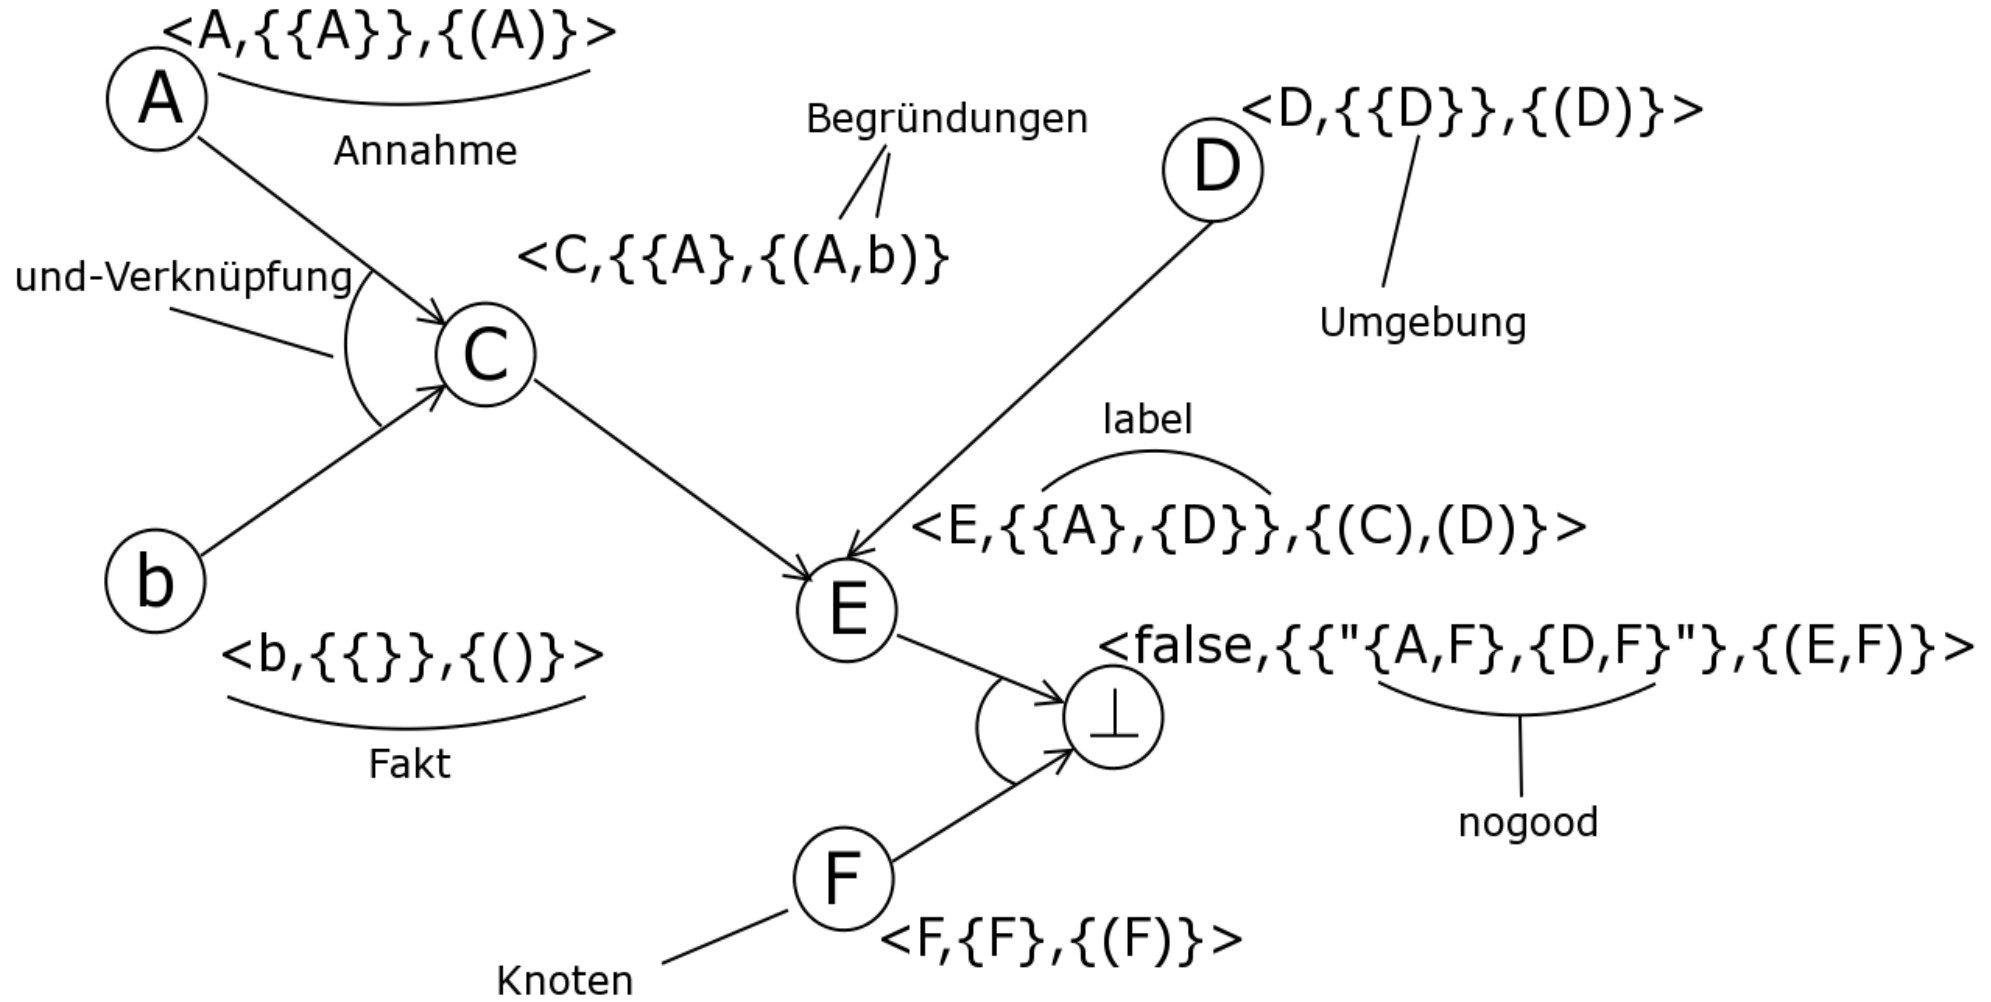 <A,{{A}},{(A)}>
A
Annahme
Begründungen
<D,{{D}},{(D)}>
D
<C,{{A},{(A,b)}
und-Verknüpfung
Umgebung
C
label
<E,{{A},{D}},{(C),(D)}>
b
E
<b,{{}},{()}>
<false,{{"{A,F},{D,F}"},{(E,F)}>
⊥
Fakt
nogood
F
<F,{F},{(F)}>
Knoten